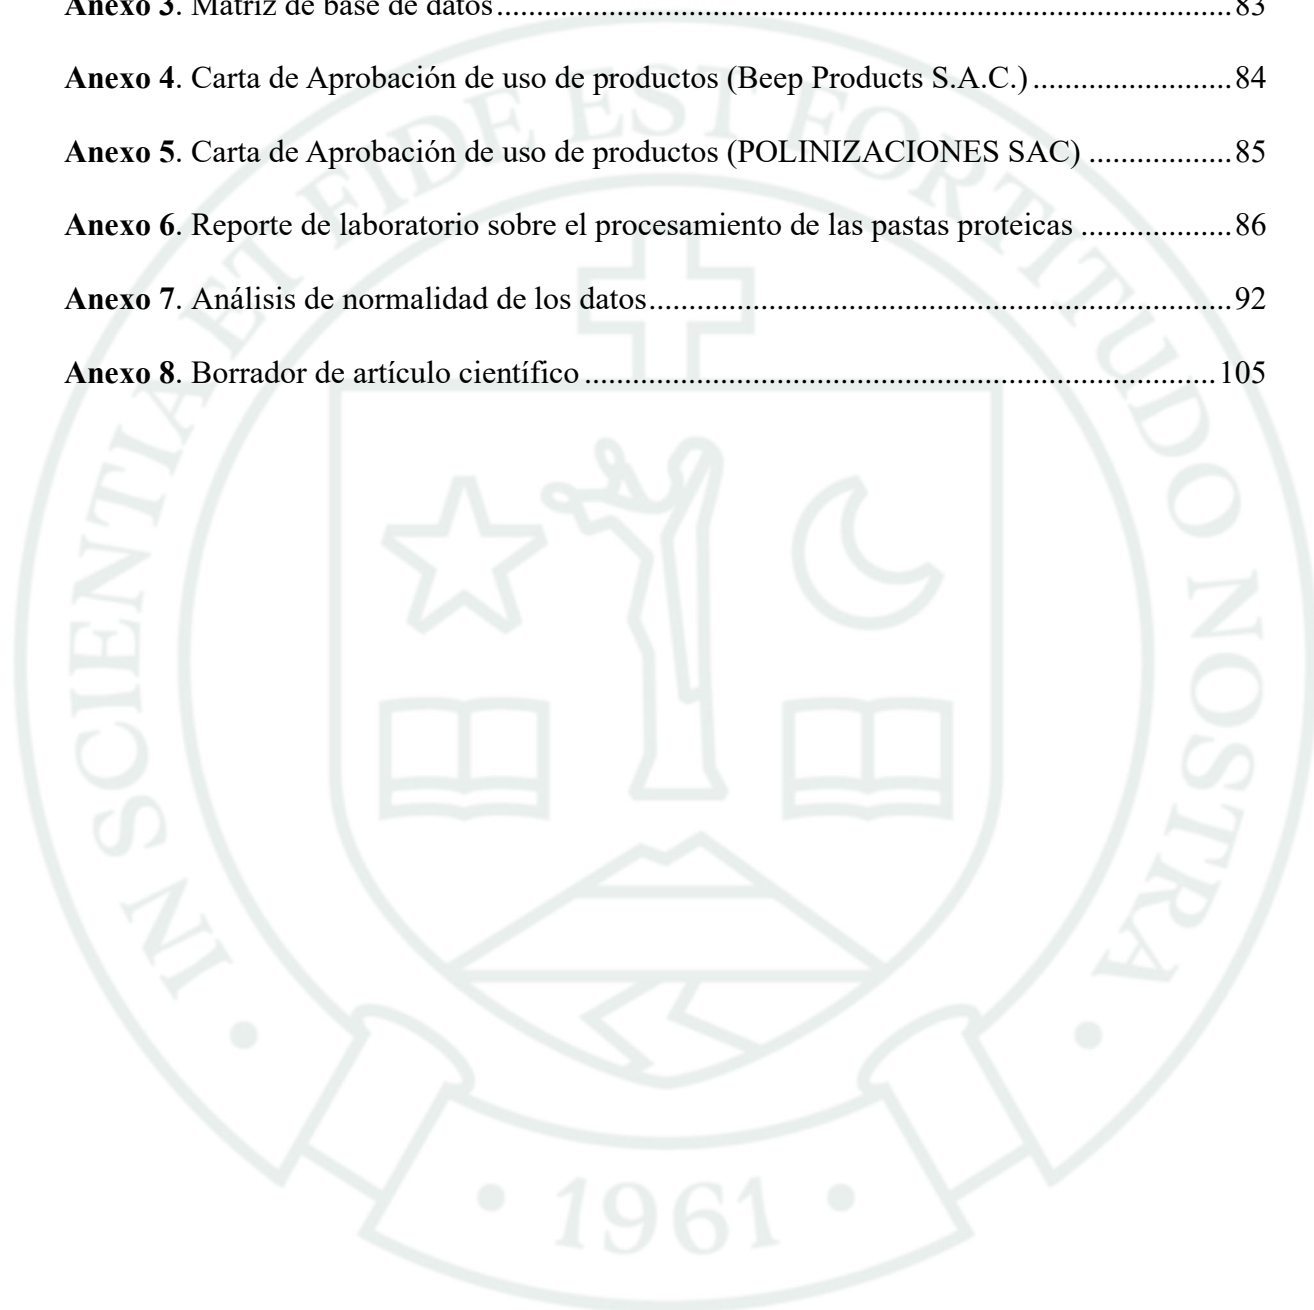 Anexo 3. Matriz de base de datos........................................................................................83
Anexo 4. Carta de Aprobación de uso de productos (Beep Products S.A.C.)........................84
Anexo 5. Carta de Aprobación de uso de productos (POLINIZACIONES SAC).................85
Anexo 6. Reporte de laboratorio sobre el procesamiento de las pastas proteicas..................86
Anexo 7. Análisis de normalidad de los datos......................................................................92
Anexo 8. Borrador de artículo científico............................................................................105
IN SCIENTIA ET FIDE EST FORTITUDO NOSTRA
• 1961 •